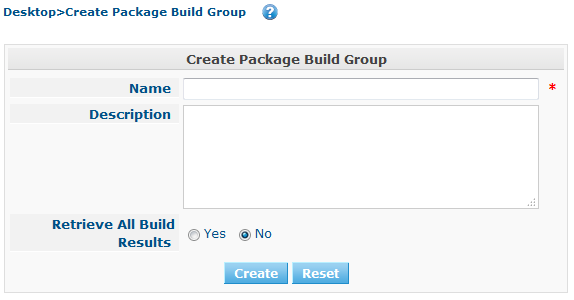 Desktop>Create Package Build Group ?
Create Package Build Group
Name *
Description
Retrieve All Build
Results
Yes No
Create Reset